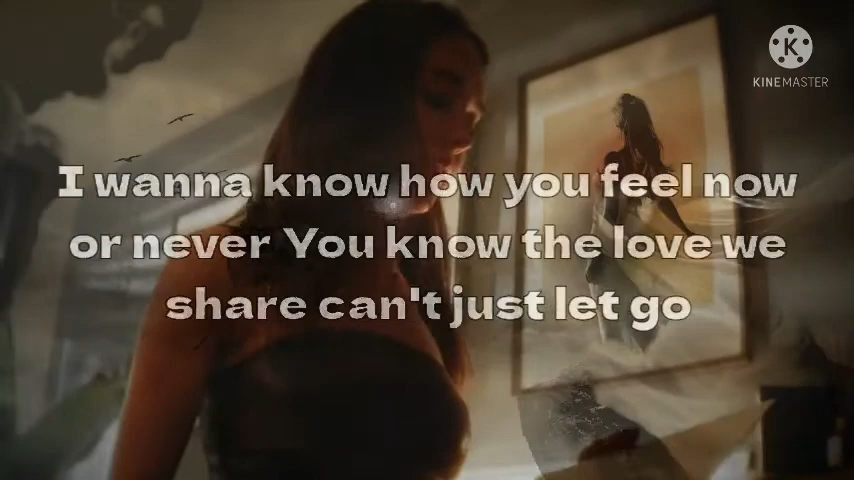 KINEMASTER
I wanna know how you feel now
or never You know the love we
share can't just let go